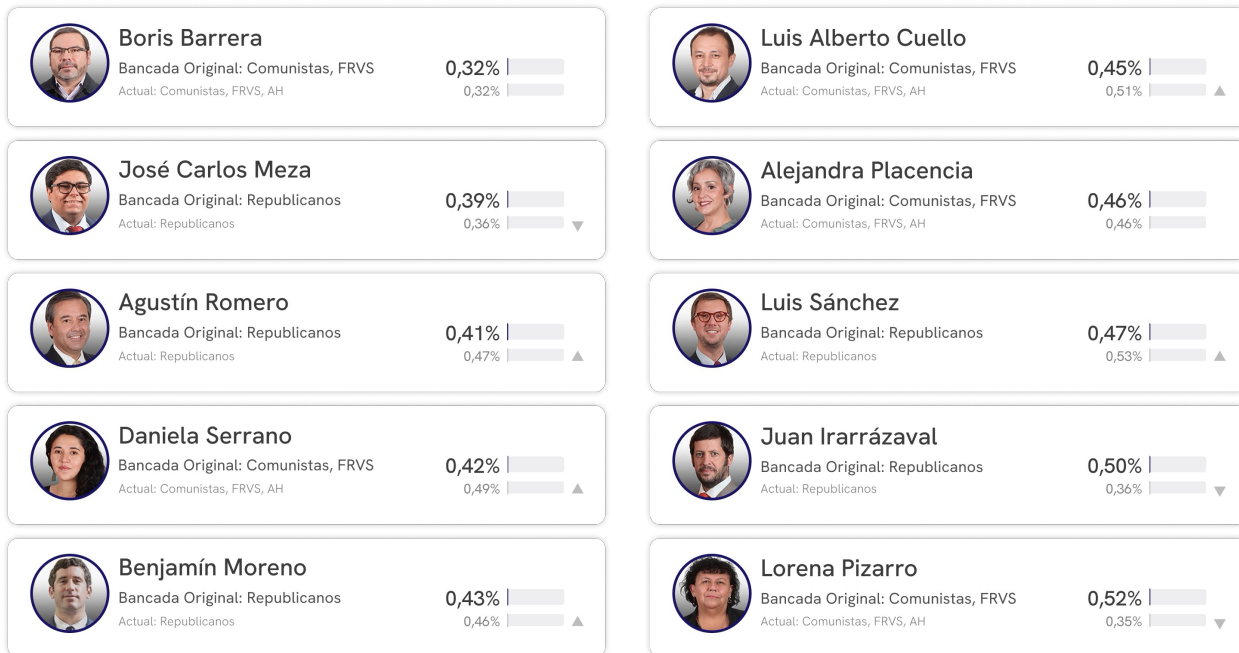 Boris Barrera
Bancada Original: Comunistas, FRVS
0,32%
Actual: Comunistas, FRVS, AH
0,32%
José Carlos Meza
Bancada Original: Republicanos
0,39%
Actual: Republicanos
0,36%
Agustín Romero
Bancada Original: Republicanos
0,41%
Actual: Republicanos
0,47%
Daniela Serrano
Bancada Original: Comunistas, FRVS
0,42%
Actual: Comunistas, FRVS, AH
0,49%
Benjamín Moreno
Bancada Original: Republicanos
0,43%
Actual: Republicanos
0,46%
Luis Alberto Cuello
Bancada Original: Comunistas, FRVS
0,45%
Actual: Comunistas, FRVS, AH
0,51%
Alejandra Placencia
Bancada Original: Comunistas, FRVS
0,46%
Actual: Comunistas, FRVS, AH
0,46%
Luis Sánchez
Bancada Original: Republicanos
0,47%
Actual: Republicanos
0,53%
Juan Irarrázaval
Bancada Original: Republicanos
0,50%
Actual: Republicanos
0,36%
Lorena Pizarro
Bancada Original: Comunistas, FRVS
0,52%
Actual: Comunistas, FRVS, AH
0,35%